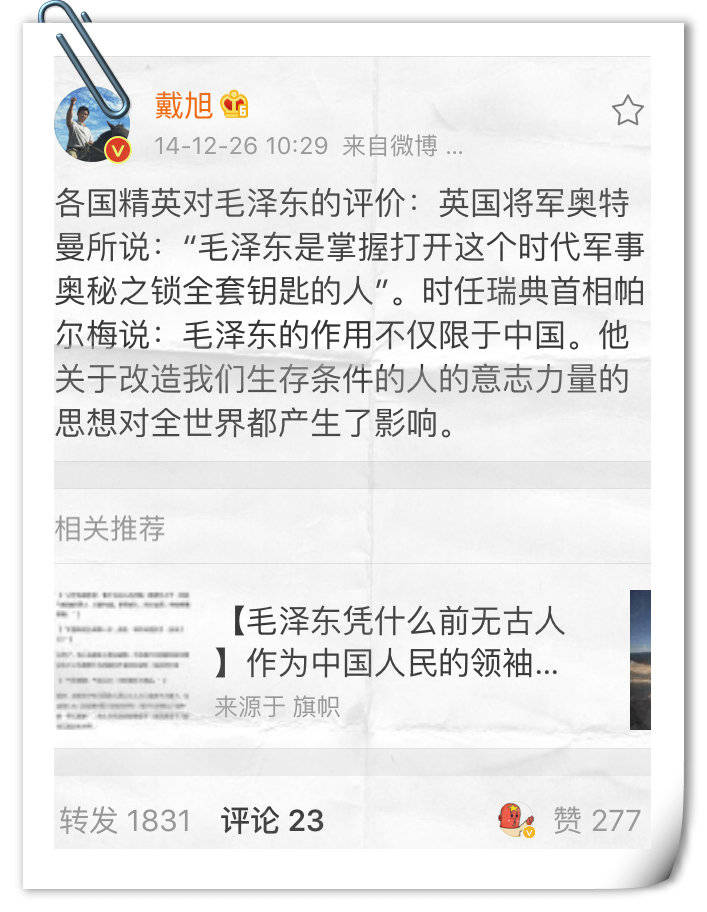 戴旭
14-12-26 10:29 来自微博 ...
各国精英对毛泽东的评价：英国将军奥特
曼所说：“毛泽东是掌握打开这个时代军事
奥秘之锁全套钥匙的人”。时任瑞典首相帕
尔梅说：毛泽东的作用不仅限于中国。他
关于改造我们生存条件的人的意志力量的
思想对全世界都产生了影响。
相关推荐
【毛泽东凭什么前无古人
】作为中国人民的领袖...
来源于 旗帜
转发 1831 评论 23 赞 277